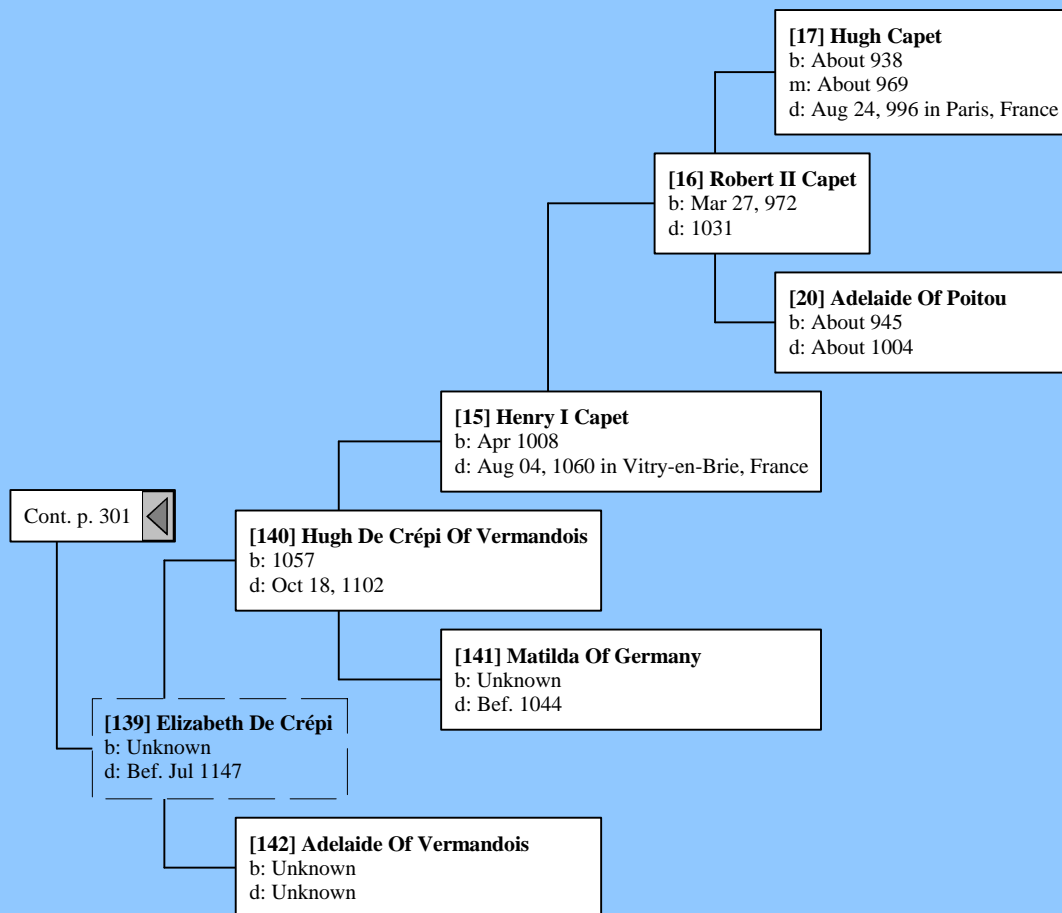 [17] Hugh Capet
b: About 938
m: About 969
d: Aug 24, 996 in Paris, France
[16] Robert II Capet
b: Mar 27, 972
d: 1031
[20] Adelaide Of Poitou
b: About 945
d: About 1004
[15] Henry I Capet
b: Apr 1008
d: Aug 04, 1060 in Vitry-en-Brie, France
Cont. p. 301
[140] Hugh De Crépi Of Vermandois
b: 1057
d: Oct 18, 1102
[141] Matilda Of Germany
b: Unknown
d: Bef. 1044
[139] Elizabeth De Crépi
b: Unknown
d: Bef. Jul 1147
[142] Adelaide Of Vermandois
b: Unknown
d: Unknown